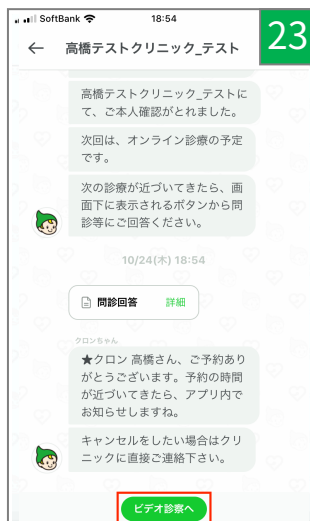 SoftBank 18:54
23
← 高橋テストクリニック_テスト
高橋テストクリニック_テストに
て、ご本人確認がとれました。
次回は、オンライン診療の予定
です。
次の診療が近づいてきたら、画
面下に表示されるボタンから問
診等にご回答ください。
10/24(木) 18:54
問診回答 詳細
クロンちゃん
★クロン 高橋さん、ご予約あり
がとうございます。予約の時間
が近づいてきたら、アプリ内で
お知らせしますね。
キャンセルをしたい場合はクリ
ニックに直接ご連絡下さい。
ビデオ診察へ